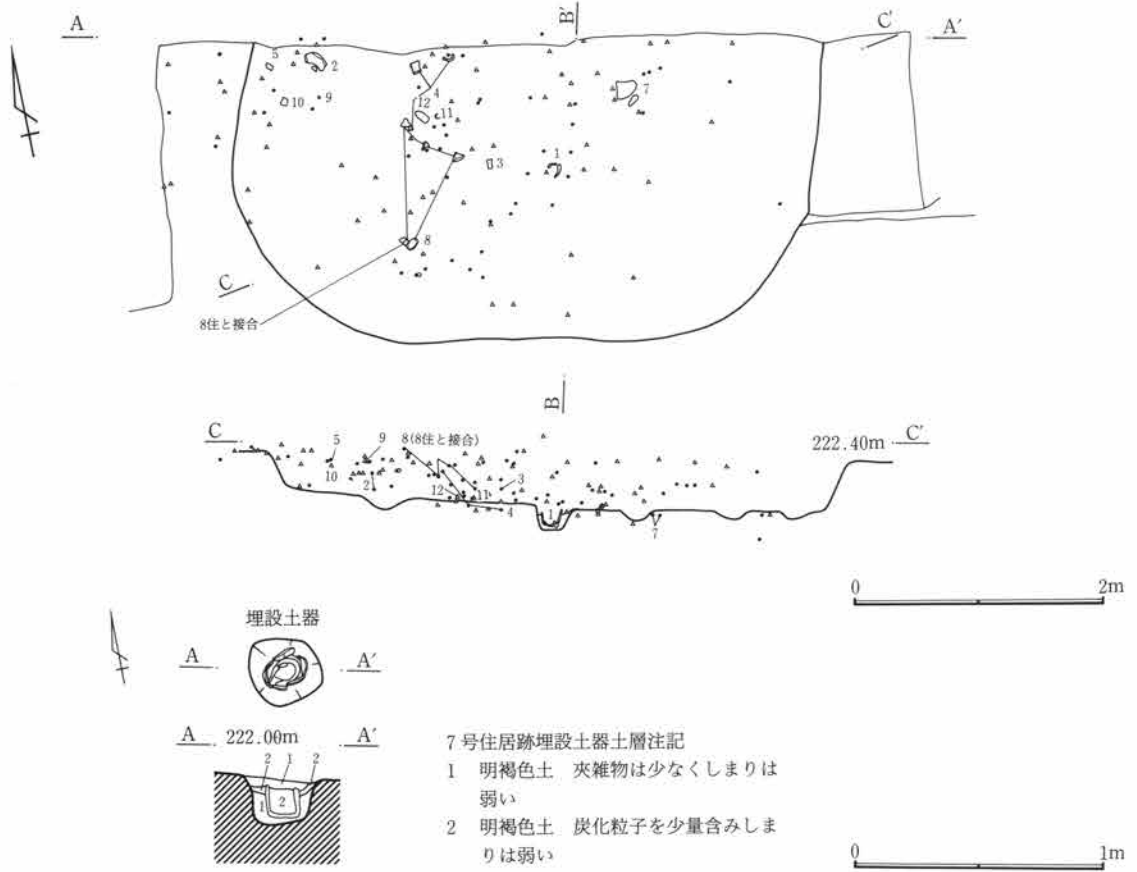 A B′ C′ A′
5 2 4 7
10 9 12 11
3 1
8
C
8住と接合
B
C 5 9 8(8住と接合) 222.40m C′
10 2 12 11 3
4 1 7
0 2m
埋設土器
A A′
A 222.00m A′
2 1 2
1 2
7号住居跡埋設土器土層注記
1 明褐色土 夾雑物は少なくしまりは
弱い
2 明褐色土 炭化粒子を少量含みしま
りは弱い
0 1m